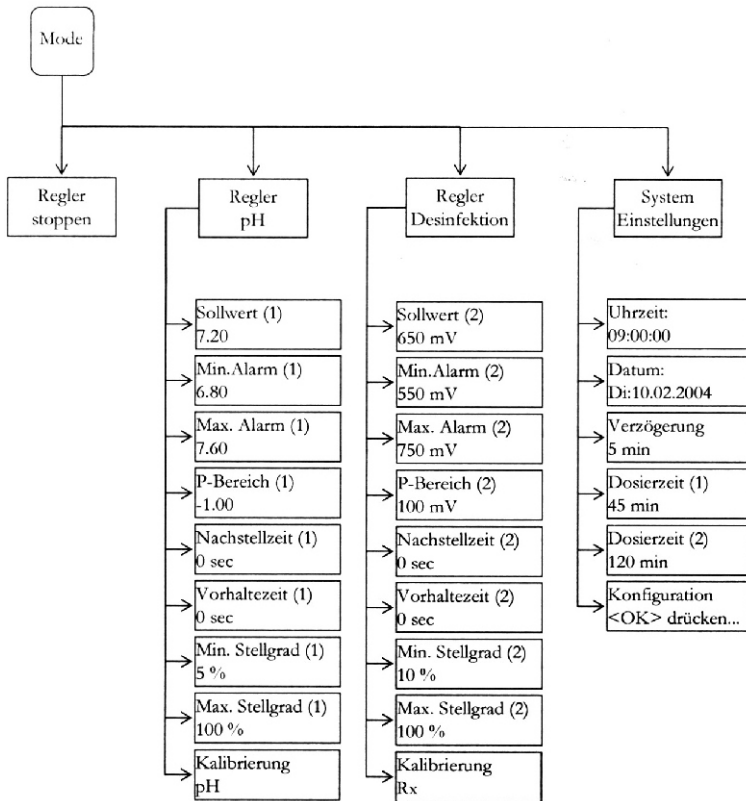 Mode
Regler
stoppen
Regler
pH
Regler
Desinfektion
System
Einstellungen
Sollwert (1)
7.20
Min.Alarm (1)
6.80
Max. Alarm (1)
7.60
P-Bereich (1)
-1.00
Nachstellzeit (1)
0 sec
Vorhaltezeit (1)
0 sec
Min. Stellgrad (1)
5 %
Max. Stellgrad (1)
100 %
Kalibrierung
pH
Sollwert (2)
650 mV
Min.Alarm (2)
550 mV
Max. Alarm (2)
750 mV
P-Bereich (2)
100 mV
Nachstellzeit (2)
0 sec
Vorhaltezeit (2)
0 sec
Min. Stellgrad (2)
10 %
Max. Stellgrad (2)
100 %
Kalibrierung
Rx
Uhrzeit:
09:00:00
Datum:
Di:10.02.2004
Verzögerung
5 min
Dosierzeit (1)
45 min
Dosierzeit (2)
120 min
Konfiguration
<OK> drücken...